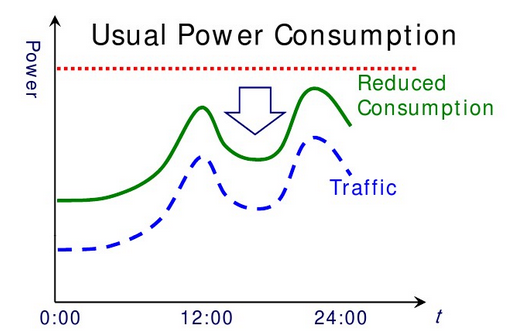 Usual Power Consumption
Power
Reduced
Consumption
Traffic
0:00
12:00
24:00
t